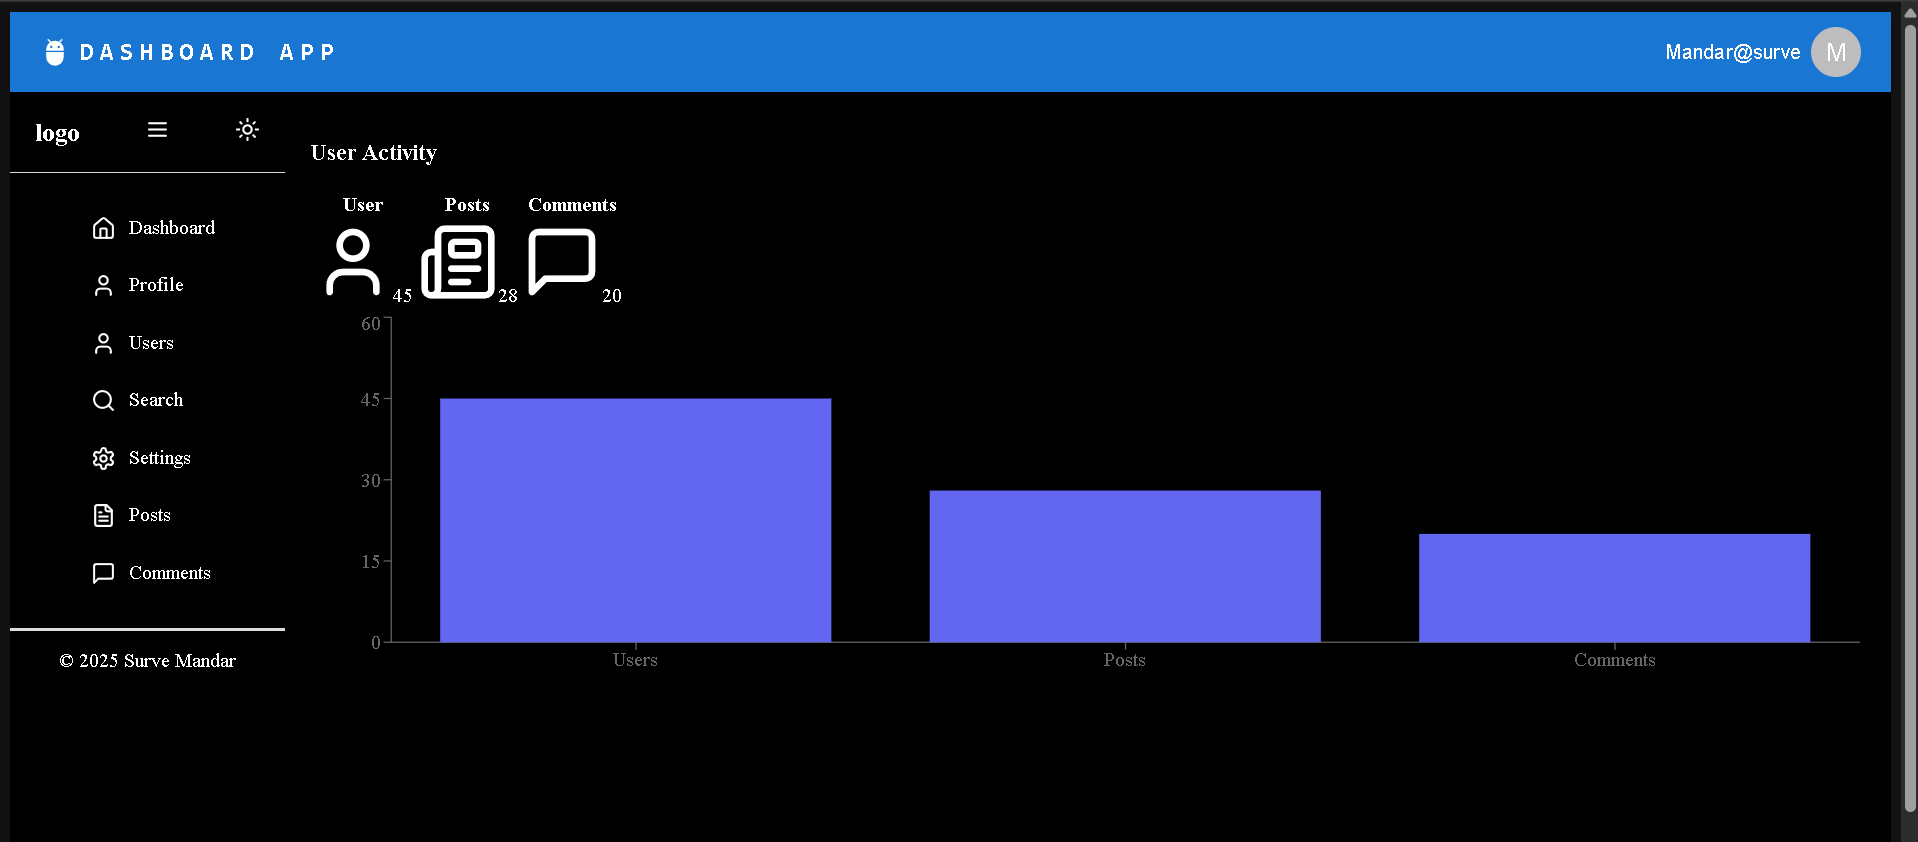 DASHBOARD APP
Mandar@surve M
logo
User Activity
User Posts Comments
45 28 20
Dashboard
Profile
Users
Search
Settings
Posts
Comments
© 2025 Surve Mandar
60
45
30
15
0
Users Posts Comments